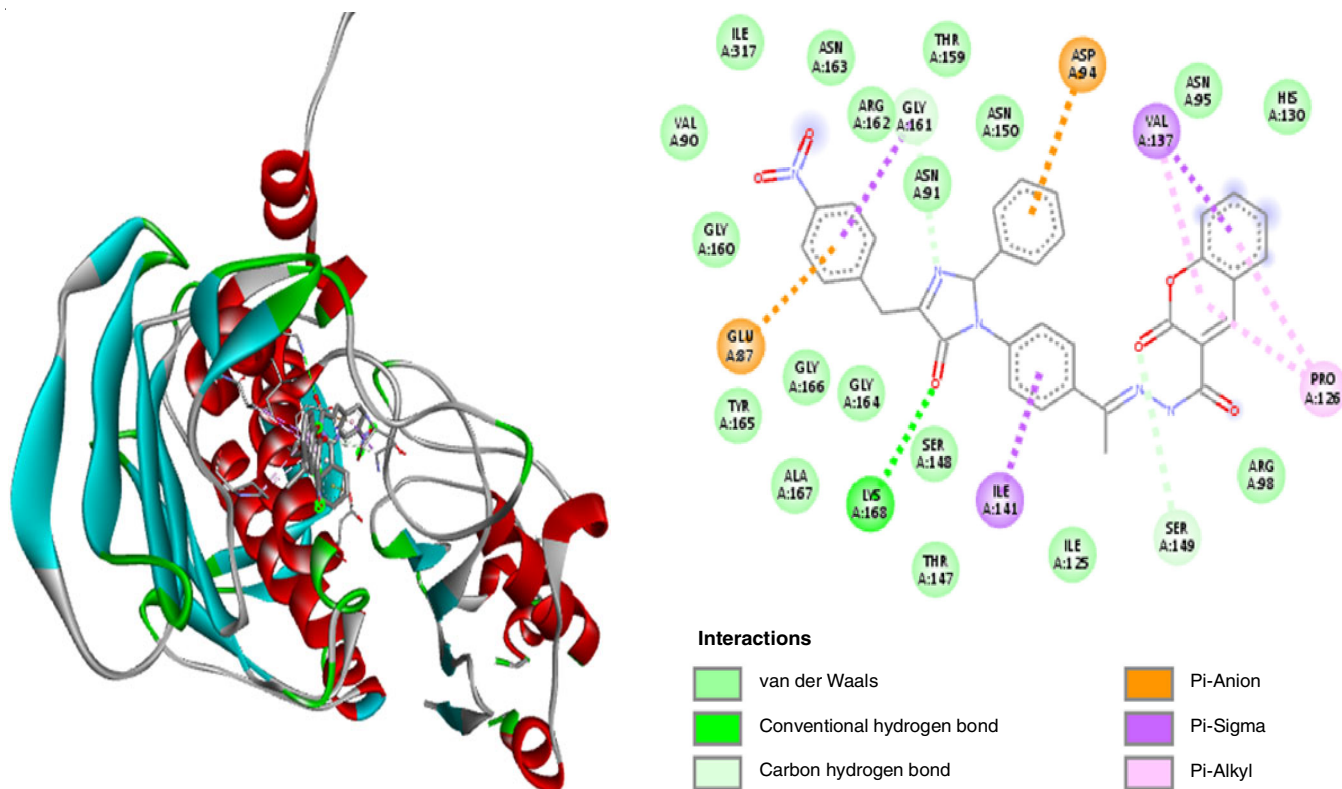 ILE
A:317
ASN
A:163
THR
A:159
ASP
A:94
ASN
A:95
HIS
A:130
VAL
A:90
ARG
A:162
GLY
A:161
ASN
A:150
VAL
A:137
ASN
A:91
GLY
A:160
O
N
O
N
N
O
O
O
N
N
O
GLU
A:87
GLY
A:166
GLY
A:164
PRO
A:126
TYR
A:165
SER
A:148
ARG
A:98
ALA
A:167
LYS
A:168
ILE
A:141
SER
A:149
THR
A:147
ILE
A:125
Interactions
van der Waals
Conventional hydrogen bond
Carbon hydrogen bond
Pi-Anion
Pi-Sigma
Pi-Alkyl